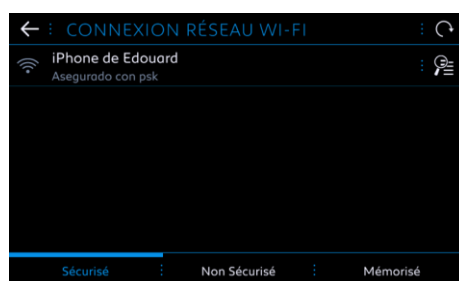 CONNEXION RÉSEAU WI-FI
iPhone de Edouard
Asegurado con psk
Sécurisé Non Sécurisé Mémorisé